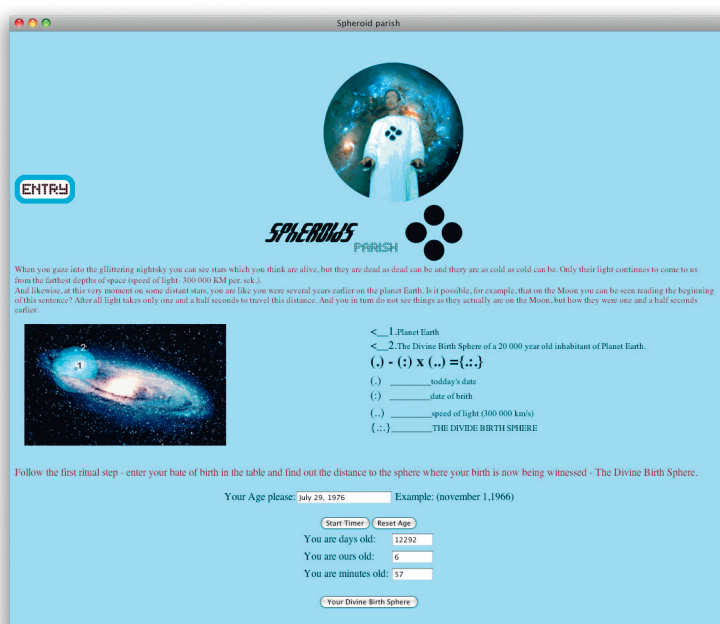 Spheroid parish
ENTRY
SPhEROIdS
PARISH
When you gaze into the gllittering nightsky you can see stars which you think are alive, but they are dead as dead can be and thery are as cold as cold can be. Only their light continues to come to us
from the farthest depths of space (speed of light- 300 000 KM per. sek.).
And likewise, at this very moment on some distant stars, you are like you were several years earlier on the planet Earth. Is it possible, for example, that on the Moon you can be seen reading the beginning
of this sentence? After all light takes only one and a half seconds to travel this distance. And you in turn do not see things as they actually are on the Moon, but how they were one and a half seconds
earlier.
2
.1
<__1.Planet Earth
<__2.The Divine Birth Sphere of a 20 000 year old inhabitant of Planet Earth.
(.) - (:) x (..) ={.:.}
(.) _________todday's date
(:) _________date of brith
(..) _________speed of light (300 000 km/s)
{.:.}_________THE DIVIDE BIRTH SPHERE
Follow the first ritual step - enter your bate of birth in the table and find out the distance to the sphere where your birth is now being witnessed - The Divine Birth Sphere.
Your Age please: July 29, 1976 Example: (november 1,1966)
Start Timer Reset Age
You are days old: 12292
You are ours old: 6
You are minutes old: 57
Your Divine Birth Sphere